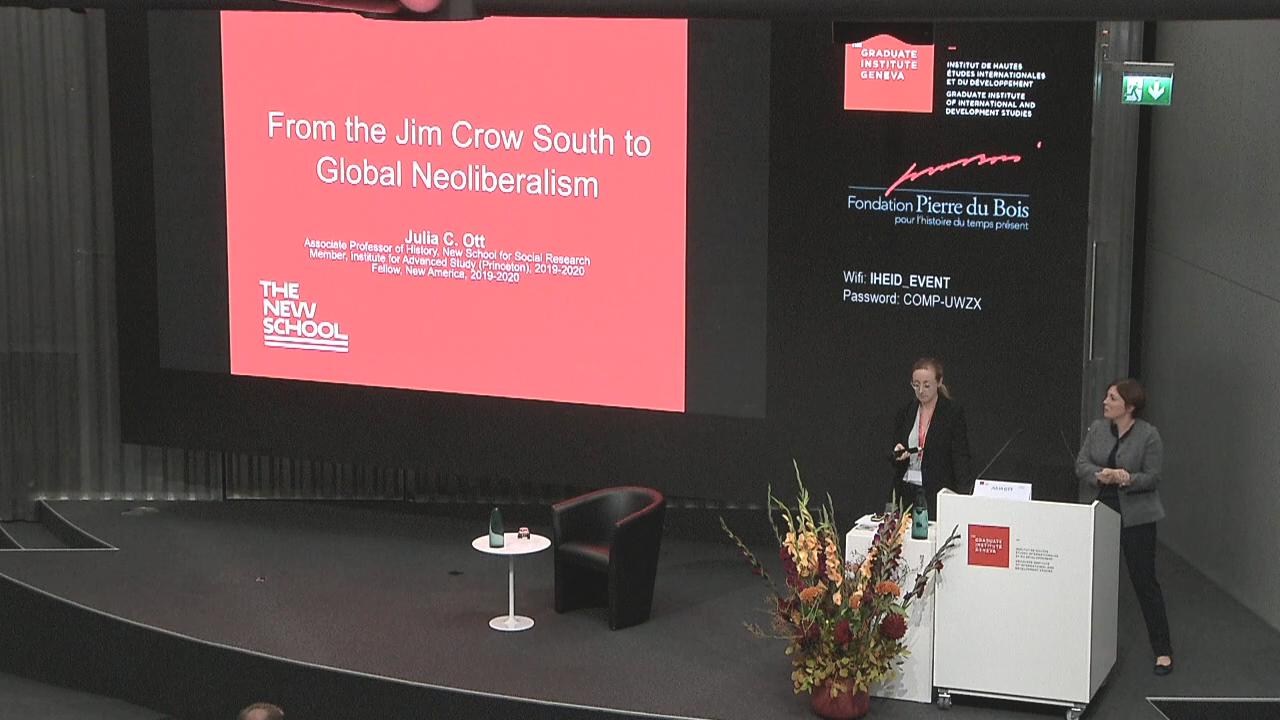 From the Jim Crow South to
Global Neoliberalism
Julia C. Ott
Associate Professor of History, New School for Social Research
Member, Institute for Advanced Study (Princeton), 2019-2020
Fellow, New America, 2019-2020
THE
NEW
SCHOOL
THE
GRADUATE
INSTITUTE
GENEVA
INSTITUT DE HAUTES
ÉTUDES INTERNATIONALES
ET DU DÉVELOPPEMENT
GRADUATE INSTITUTE
OF INTERNATIONAL AND
DEVELOPMENT STUDIES
Fondation Pierre du Bois
pour l'histoire du temps présent
Wifi: IHEID_EVENT
Password: COMP-UWZX
THE
GRADUATE
INSTITUTE
GENEVA